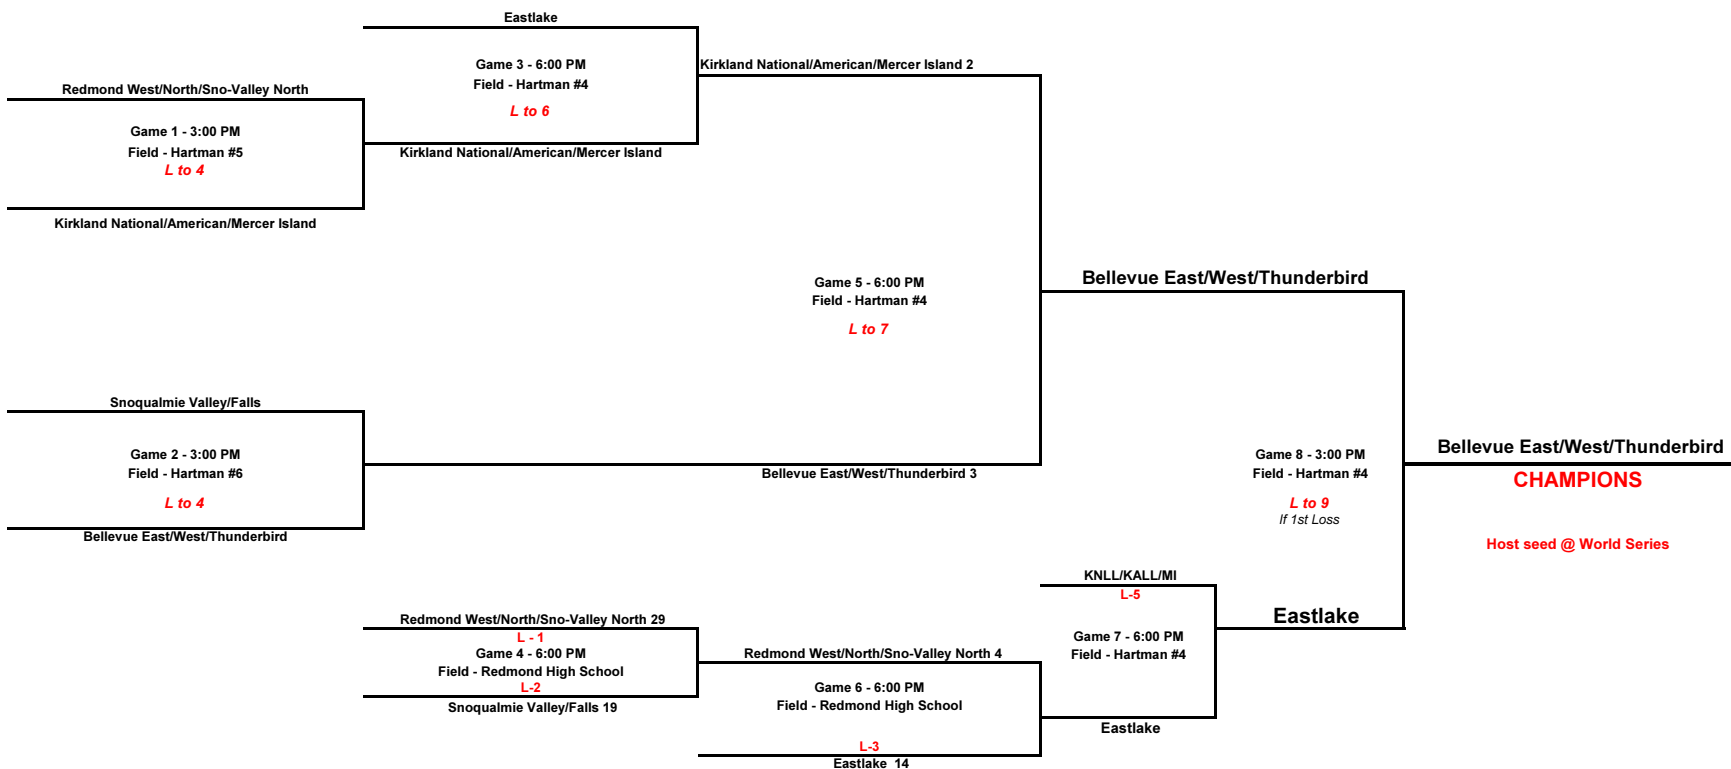 Eastlake
Game 3 - 6:00 PM
Field - Hartman #4
L to 6
Kirkland National/American/Mercer Island 2
Redmond West/North/Sno-Valley North
Game 1 - 3:00 PM
Field - Hartman #5
L to 4
Kirkland National/American/Mercer Island
Kirkland National/American/Mercer Island
Game 5 - 6:00 PM
Field - Hartman #4
L to 7
Bellevue East/West/Thunderbird
Snoqualmie Valley/Falls
Game 2 - 3:00 PM
Field - Hartman #6
L to 4
Bellevue East/West/Thunderbird
Bellevue East/West/Thunderbird 3
Game 8 - 3:00 PM
Field - Hartman #4
L to 9
If 1st Loss
Bellevue East/West/Thunderbird
CHAMPIONS
Host seed @ World Series
KNLL/KALL/MI
L-5
Game 7 - 6:00 PM
Field - Hartman #4
Eastlake
Redmond West/North/Sno-Valley North 29
L - 1
Game 4 - 6:00 PM
Field - Redmond High School
L-2
Snoqualmie Valley/Falls 19
Redmond West/North/Sno-Valley North 4
Game 6 - 6:00 PM
Field - Redmond High School
L-3
Eastlake 14
Eastlake